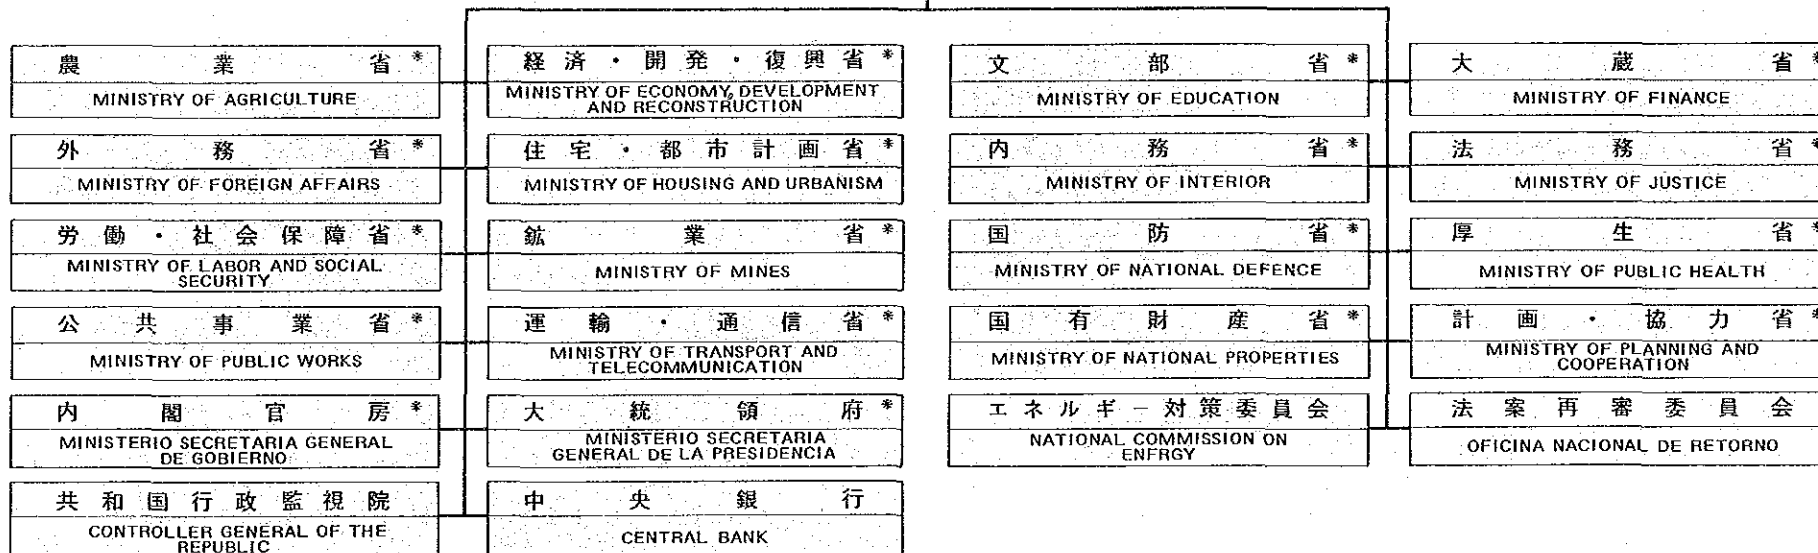 農業省*
MINISTRY OF AGRICULTURE
経済・開発・復興省*
MINISTRY OF ECONOMY, DEVELOPMENT
AND RECONSTRUCTION
文部省*
MINISTRY OF EDUCATION
大蔵省*
MINISTRY OF FINANCE
外務省*
MINISTRY OF FOREIGN AFFAIRS
住宅・都市計画省*
MINISTRY OF HOUSING AND URBANISM
内務省*
MINISTRY OF INTERIOR
法務省*
MINISTRY OF JUSTICE
労働・社会保障省*
MINISTRY OF LABOR AND SOCIAL
SECURITY
鉱業省*
MINISTRY OF MINES
国防省*
MINISTRY OF NATIONAL DEFENCE
厚生省*
MINISTRY OF PUBLIC HEALTH
公共事業省*
MINISTRY OF PUBLIC WORKS
運輸・通信省*
MINISTRY OF TRANSPORT AND
TELECOMMUNICATION
国有財産省*
MINISTRY OF NATIONAL PROPERTIES
計画・協力省*
MINISTRY OF PLANNING AND
COOPERATION
内閣官房*
MINISTERIO SECRETARIA GENERAL
DE GOBIERNO
大統領府*
MINISTERIO SECRETARIA
GENERAL DE LA PRESIDENCIA
エネルギー対策委員会
NATIONAL COMMISSION ON
ENFRGY
法案再審委員会
OFICINA NACIONAL DE RETORNO
共和国行政監視院
CONTROLLER GENERAL OF THE
REPUBLIC
中央銀行
CENTRAL BANK